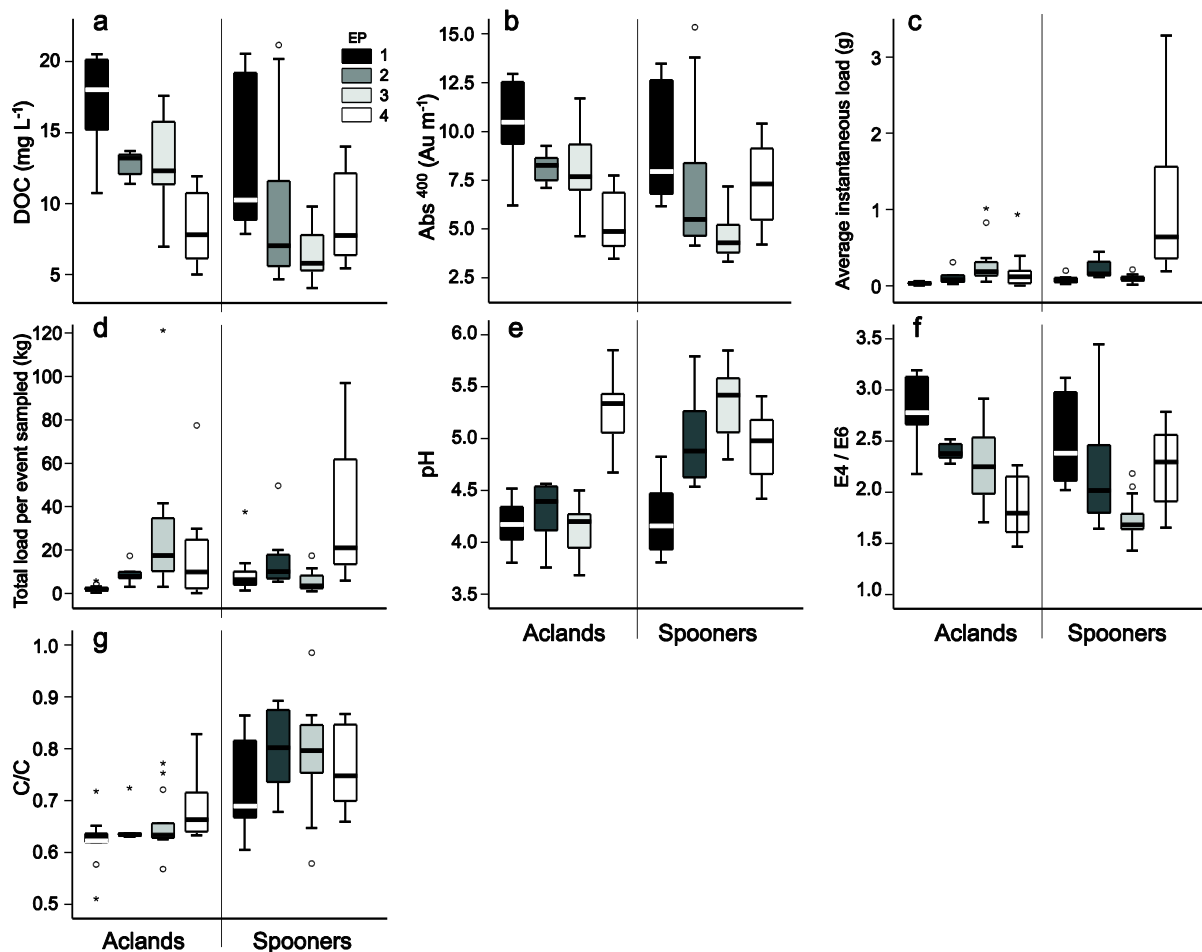 a
EP
1
2
3
4
20
15
10
5
DOC (mg L⁻¹)
b
15.0
12.5
10.0
7.5
5.0
2.5
Abs ⁴⁰⁰ (Au m⁻¹)
c
3
2
1
0
Average instantaneous load (g)
d
120
100
80
60
40
20
0
Total load per event sampled (kg)
e
6.0
5.5
5.0
4.5
4.0
3.5
pH
Aclands Spooners
f
3.5
3.0
2.5
2.0
1.5
1.0
E4 / E6
Aclands Spooners
g
1.0
0.9
0.8
0.7
0.6
0.5
C/C
Aclands Spooners